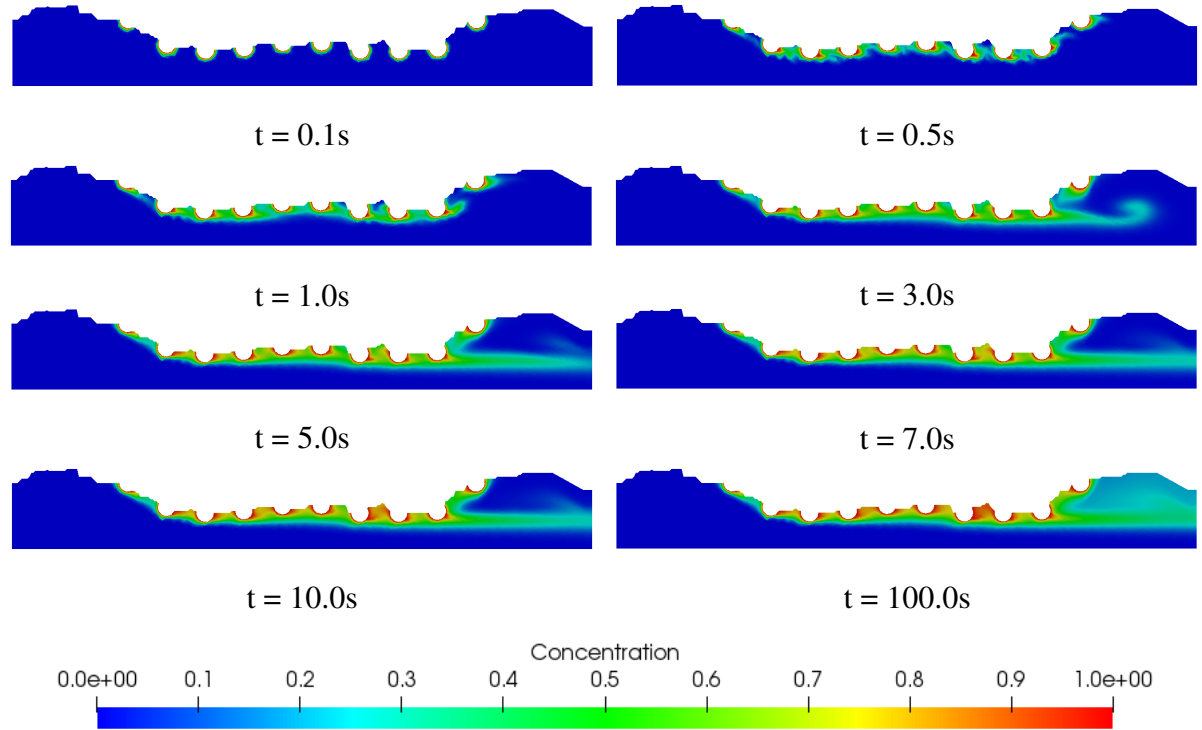 t = 0.1s
t = 0.5s
t = 1.0s
t = 3.0s
t = 5.0s
t = 7.0s
t = 10.0s
t = 100.0s
Concentration
0.0e+00 0.1 0.2 0.3 0.4 0.5 0.6 0.7 0.8 0.9 1.0e+00